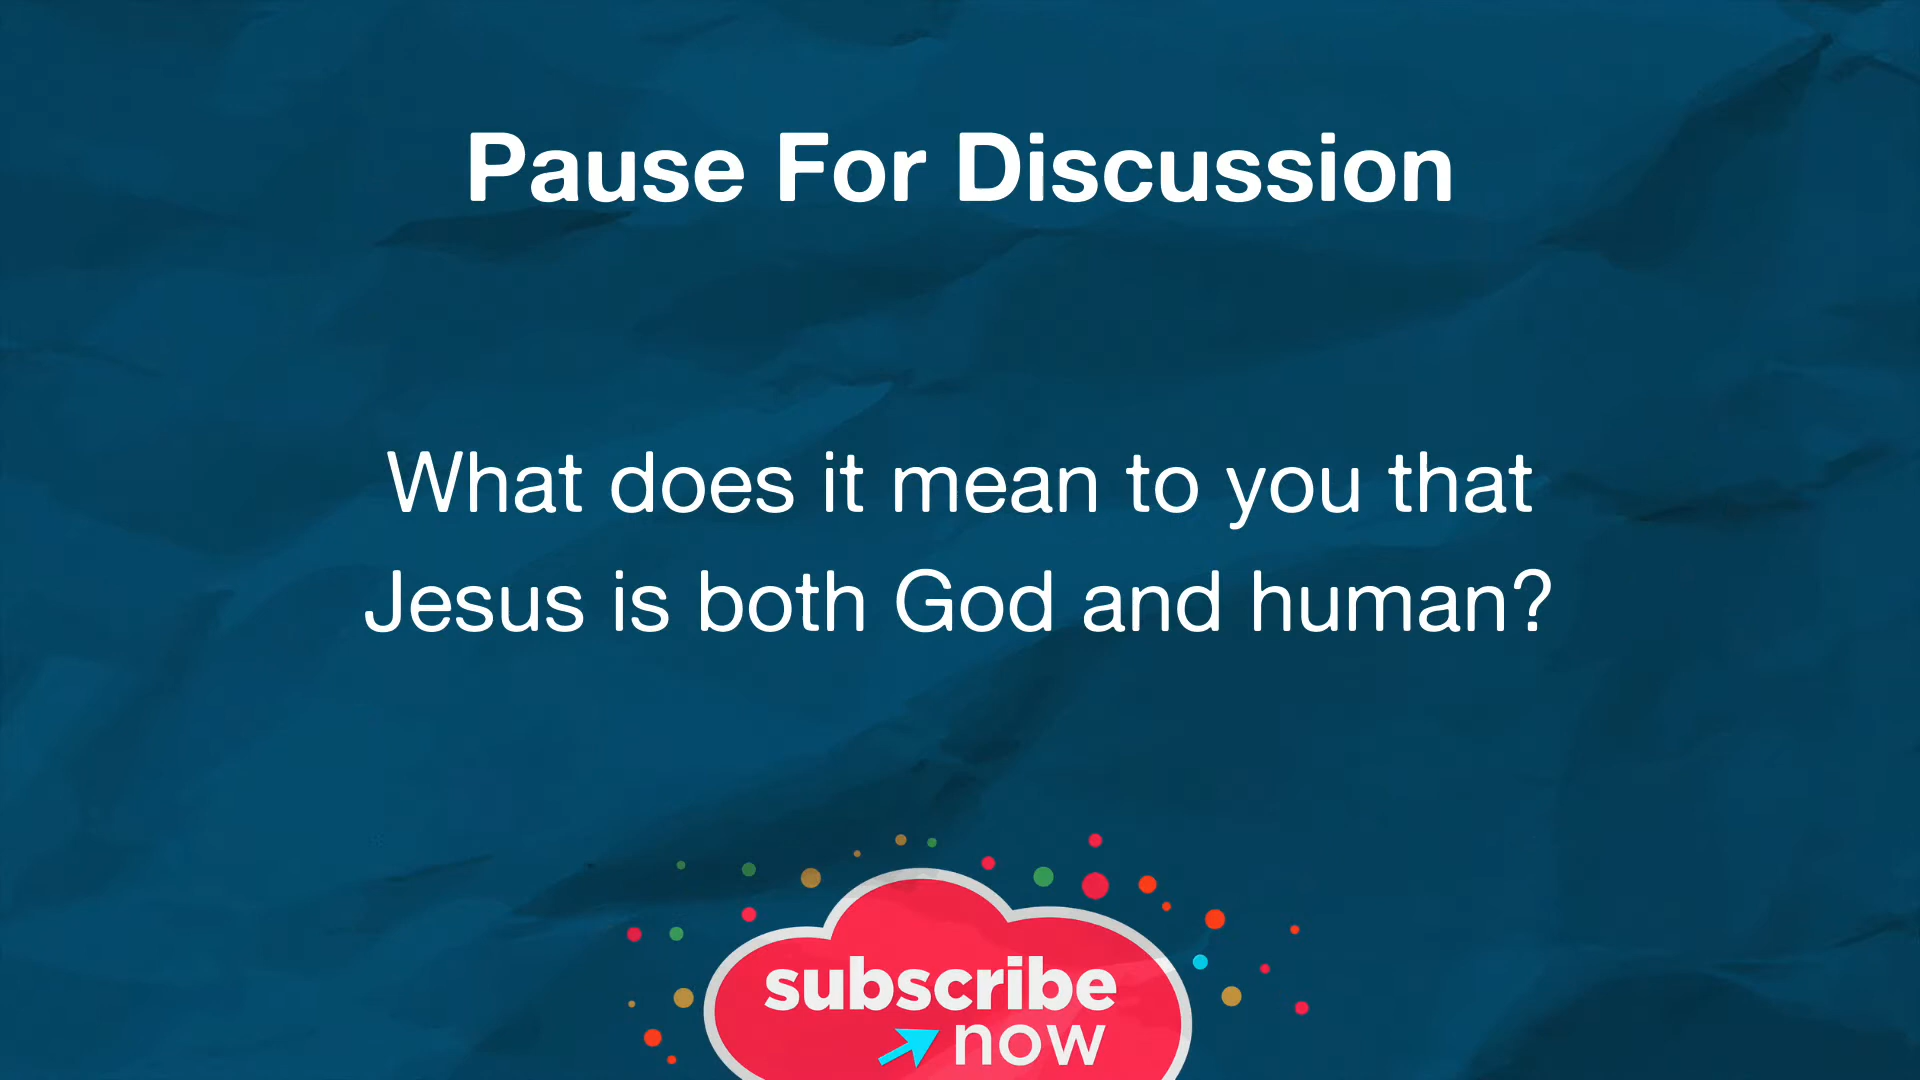 Pause For Discussion
What does it mean to you that
Jesus is both God and human?
subscribe
now